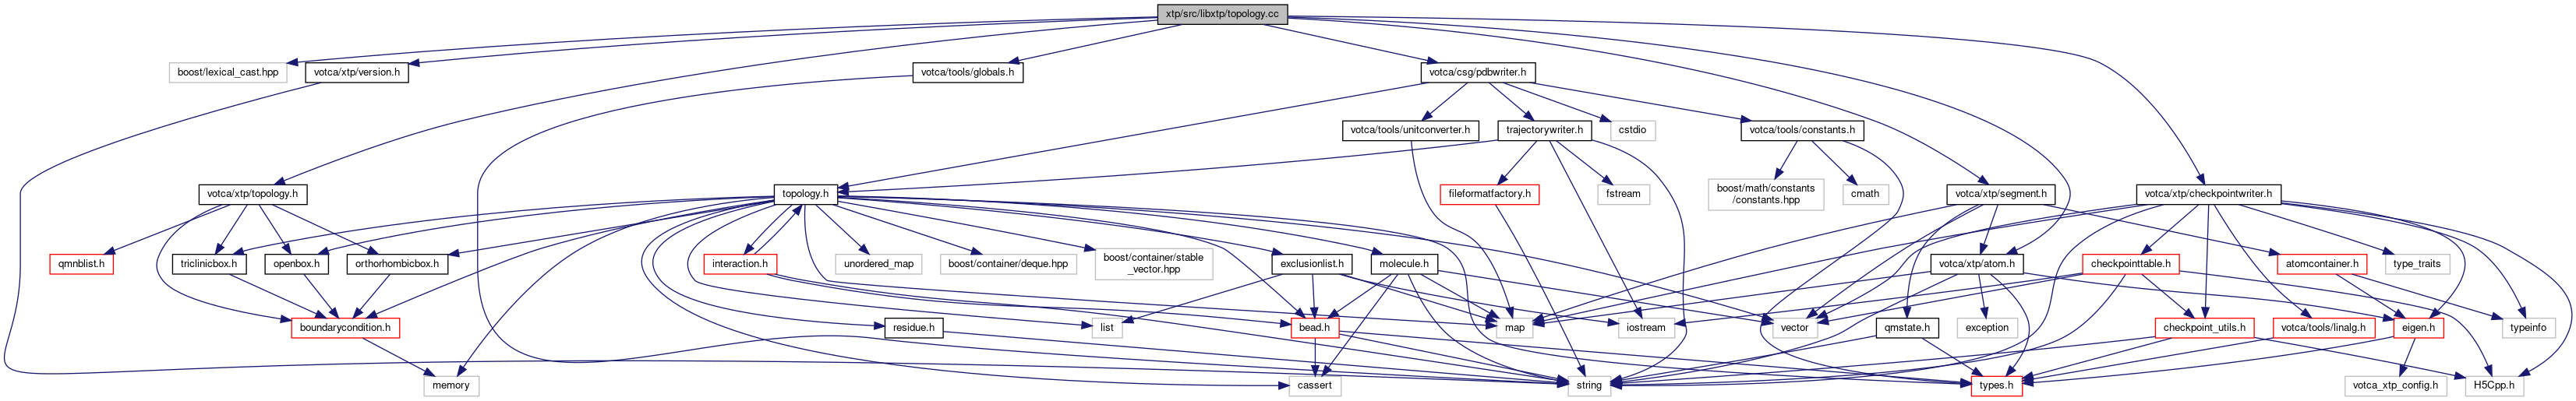 xtp/src/libxtp/topology.cc
boost/lexical_cast.hpp
votca/xtp/version.h
votca/tools/globals.h
votca/csg/pdbwriter.h
votca/tools/unitconverter.h
trajectorywriter.h
cstdio
votca/tools/constants.h
votca/xtp/topology.h
topology.h
fileformatfactory.h
fstream
boost/math/constants
/constants.hpp
cmath
votca/xtp/segment.h
votca/xtp/checkpointwriter.h
qmnblist.h
triclinicbox.h
openbox.h
orthorhombicbox.h
interaction.h
unordered_map
boost/container/deque.hpp
boost/container/stable
_vector.hpp
exclusionlist.h
molecule.h
votca/xtp/atom.h
checkpointtable.h
atomcontainer.h
type_traits
boundarycondition.h
residue.h
list
bead.h
map
iostream
vector
qmstate.h
exception
checkpoint_utils.h
votca/tools/linalg.h
eigen.h
typeinfo
memory
cassert
string
types.h
votca_xtp_config.h
H5Cpp.h